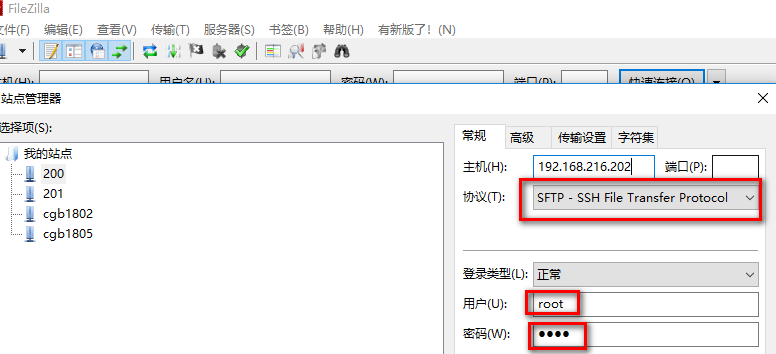 FileZilla
文件(F) 编辑(E) 查看(V) 传输(T) 服务器(S) 书签(B) 帮助(H) 有新版了!(N)
主机(H): 用户名(U): 密码(W): 端口(P): 快速连接(Q)
站点管理器
选择项(S):
我的站点
200
201
cgb1802
cgb1805
常规 高级 传输设置 字符集
主机(H): 192.168.216.202 端口(P):
协议(T): SFTP - SSH File Transfer Protocol
登录类型(L): 正常
用户(U): root
密码(W): ●●●●